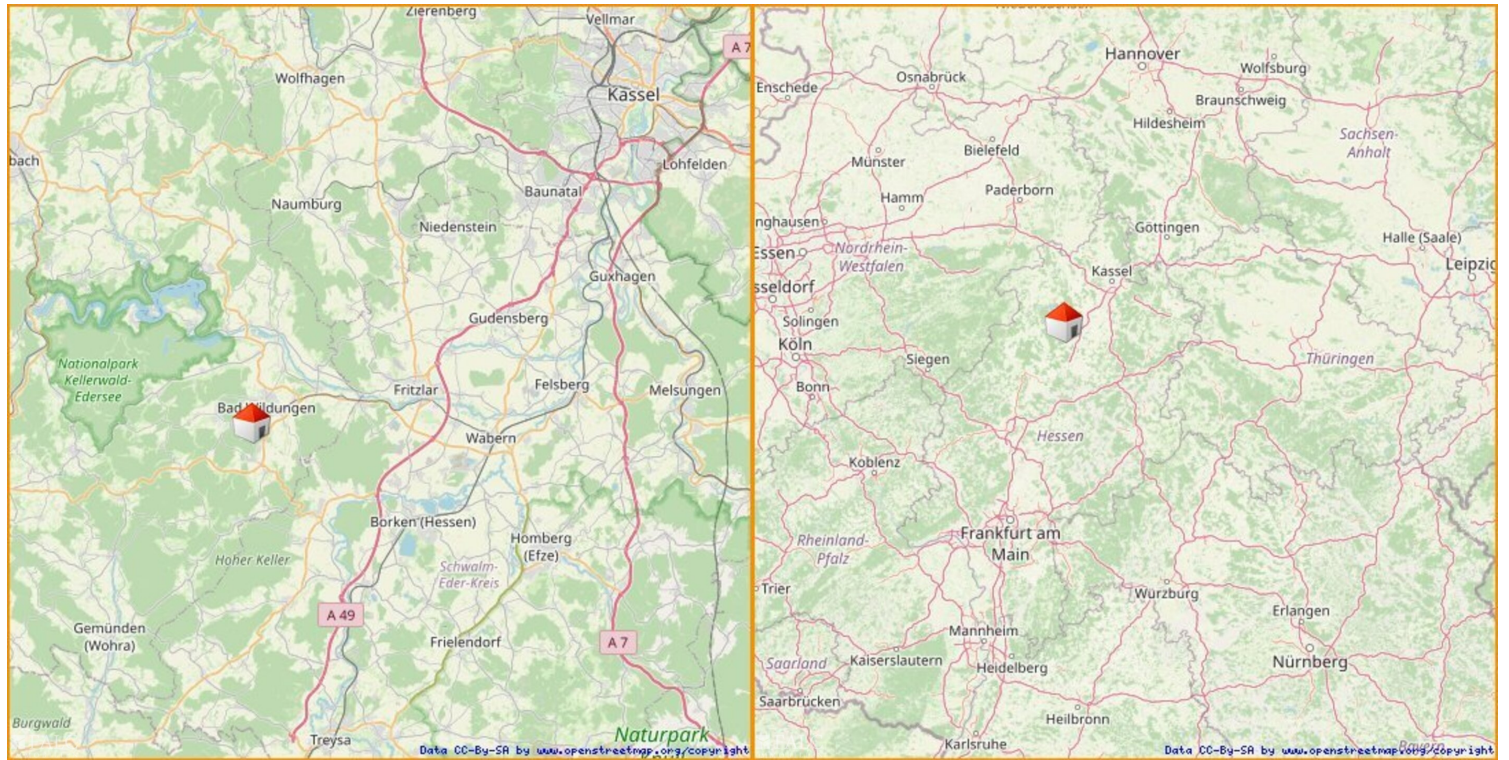 Zierenberg
Vellmar
A 7
Wolfhagen
Kassel
bach
Lohfelden
Baunatal
Naumburg
Niedenstein
Guxhagen
Gudensberg
Nationalpark
Kellerwald-
Edersee
Fritzlar
Felsberg
Melsungen
Bad Wildungen
Wabern
Borken (Hessen)
Homberg
(Efze)
Hoher Keller
Schwalm-
Eder-Kreis
A 49
Gemünden
(Wohra)
Frielendorf
A 7
Burgwald
Treysa
Naturpark
Knüll
Data CC-By-SA by www.openstreetmap.org/copyright
Hannover
Osnabrück
Wolfsburg
Enschede
Braunschweig
Hildesheim
Sachsen-
Anhalt
Münster
Bielefeld
Hamm
Paderborn
nghausen
Göttingen
Halle (Saale)
Essen
Nordrhein-
Westfalen
Kassel
Leipzig
sseldorf
Solingen
Köln
Siegen
Thüringen
Bonn
Hessen
Koblenz
Frankfurt am
Main
Rheinland-
Pfalz
Trier
Würzburg
Erlangen
Mannheim
Saarland
Kaiserslautern
Heidelberg
Nürnberg
Saarbrücken
Heilbronn
Karlsruhe
Bayern
Data CC-By-SA by www.openstreetmap.org/copyright